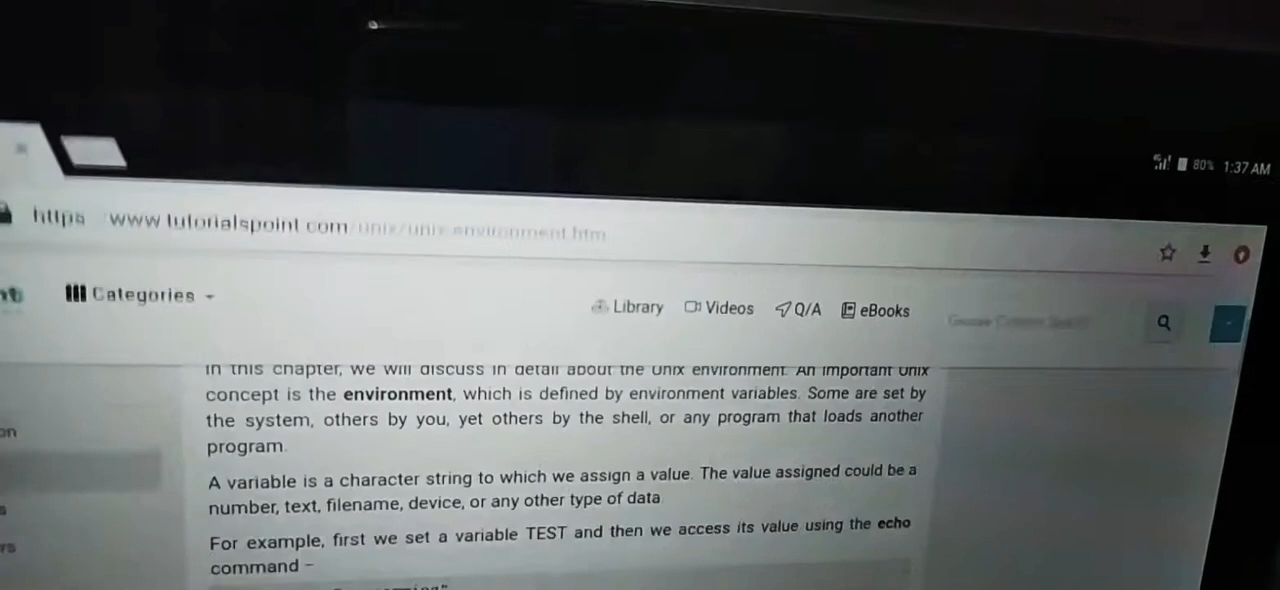 80% 1:37 AM
https www.tutorialspoint.com/unix/unix-environment.htm
Categories
Library Videos Q/A eBooks
In this chapter, we will discuss in detail about the Unix environment. An important Unix
concept is the environment, which is defined by environment variables. Some are set by
the system, others by you, yet others by the shell, or any program that loads another
program.
A variable is a character string to which we assign a value. The value assigned could be a
number, text, filename, device, or any other type of data
For example, first we set a variable TEST and then we access its value using the echo
command −